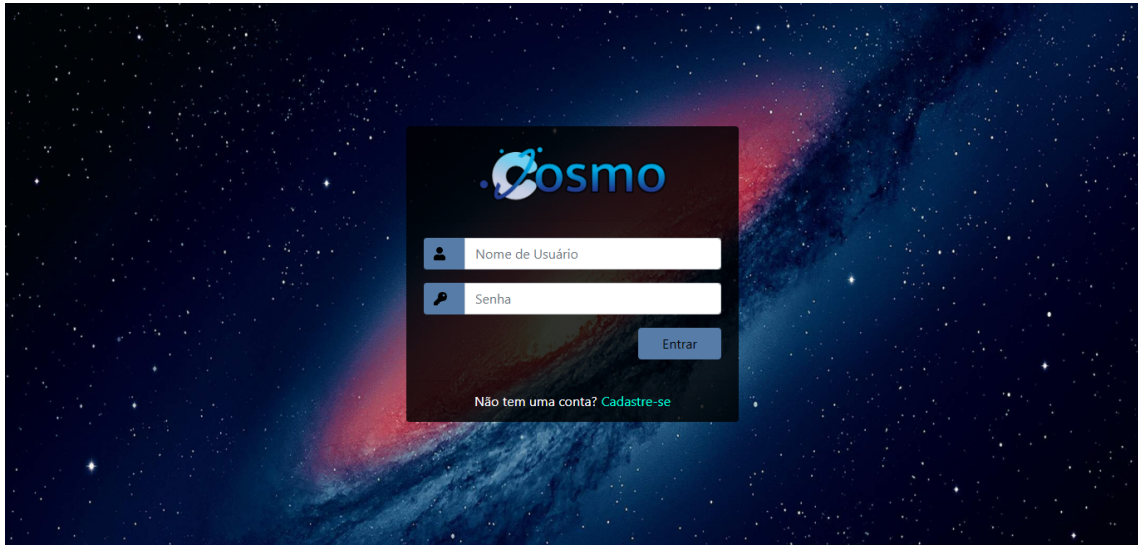 Cosmo
Nome de Usuário
Senha
Entrar
Não tem uma conta? Cadastre-se